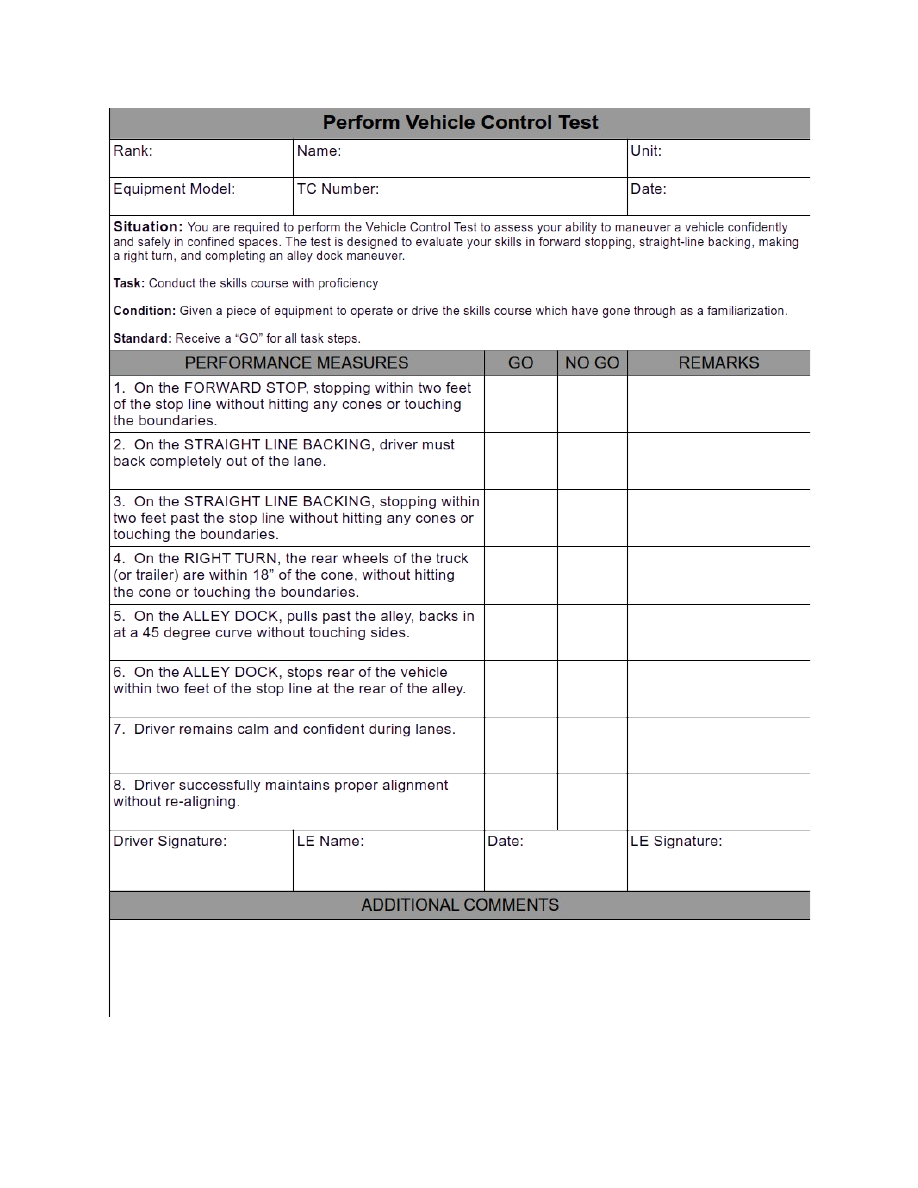 Perform Vehicle Control Test
Rank: Name: Unit:
Equipment Model: TC Number: Date:
Situation: You are required to perform the Vehicle Control Test to assess your ability to maneuver a vehicle confidently
and safely in confined spaces. The test is designed to evaluate your skills in forward stopping, straight-line backing, making
a right turn, and completing an alley dock maneuver.
Task: Conduct the skills course with proficiency
Condition: Given a piece of equipment to operate or drive the skills course which have gone through as a familiarization.
Standard: Receive a “GO” for all task steps.
PERFORMANCE MEASURES GO NO GO REMARKS
1. On the FORWARD STOP, stopping within two feet
of the stop line without hitting any cones or touching
the boundaries.
2. On the STRAIGHT LINE BACKING, driver must
back completely out of the lane.
3. On the STRAIGHT LINE BACKING, stopping within
two feet past the stop line without hitting any cones or
touching the boundaries.
4. On the RIGHT TURN, the rear wheels of the truck
(or trailer) are within 18” of the cone, without hitting
the cone or touching the boundaries.
5. On the ALLEY DOCK, pulls past the alley, backs in
at a 45 degree curve without touching sides.
6. On the ALLEY DOCK, stops rear of the vehicle
within two feet of the stop line at the rear of the alley.
7. Driver remains calm and confident during lanes.
8. Driver successfully maintains proper alignment
without re-aligning.
Driver Signature: LE Name: Date: LE Signature:
ADDITIONAL COMMENTS